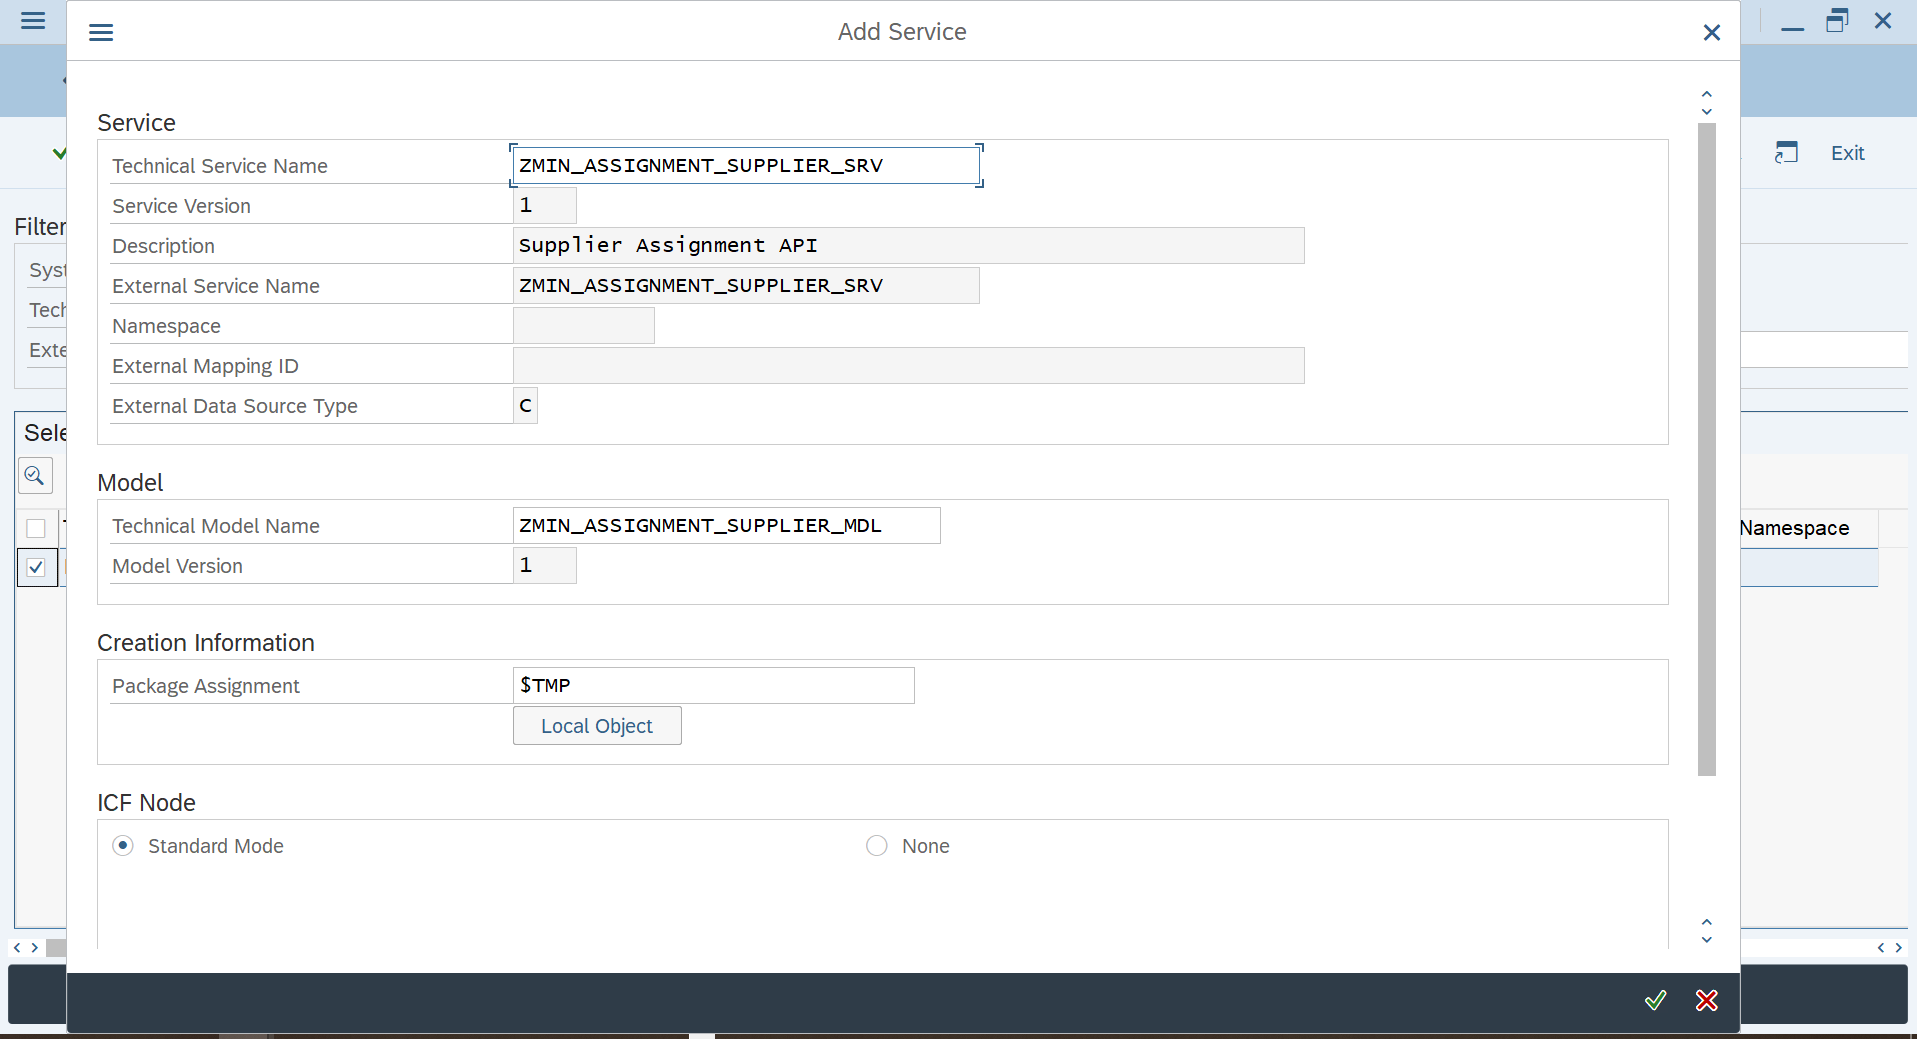 Add Service
Exit
Service
Technical Service Name ZMIN_ASSIGNMENT_SUPPLIER_SRV
Service Version 1
Filter
Description Supplier Assignment API
Syst
External Service Name ZMIN_ASSIGNMENT_SUPPLIER_SRV
Tech
Namespace
Exte
External Mapping ID
External Data Source Type C
Sele
Model
Technical Model Name ZMIN_ASSIGNMENT_SUPPLIER_MDL
Namespace
Model Version 1
Creation Information
Package Assignment $TMP
Local Object
ICF Node
Standard Mode None